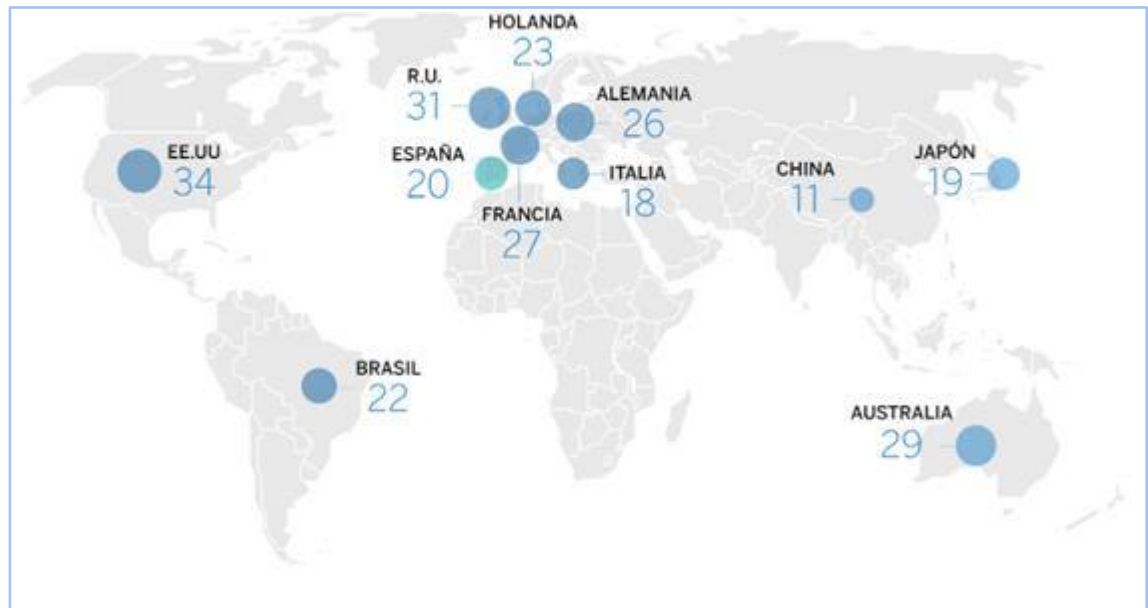 HOLANDA
23
R.U.
31
ALEMANIA
26
EE.UU
34
ESPAÑA
20
ITALIA
18
CHINA
11
JAPÓN
19
FRANCIA
27
BRASIL
22
AUSTRALIA
29